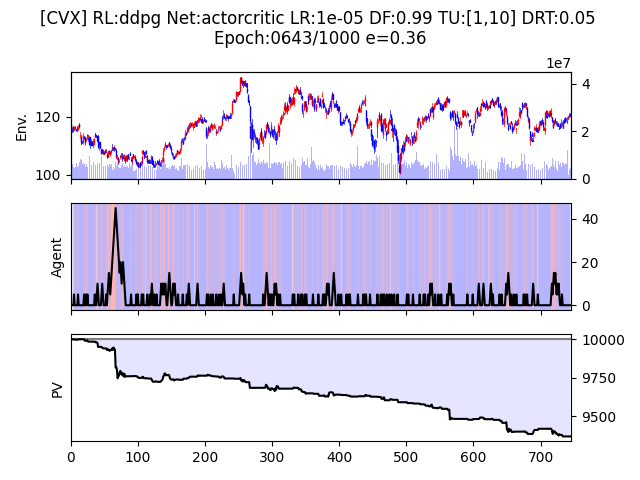 [CVX] RL:ddpg Net:actorcritic LR:1e-05 DF:0.99 TU:[1,10] DRT:0.05
Epoch:0643/1000 e=0.36
1e7
Env.
120
100
4
2
0
Agent
40
20
0
PV
10000
9750
9500
0 100 200 300 400 500 600 700